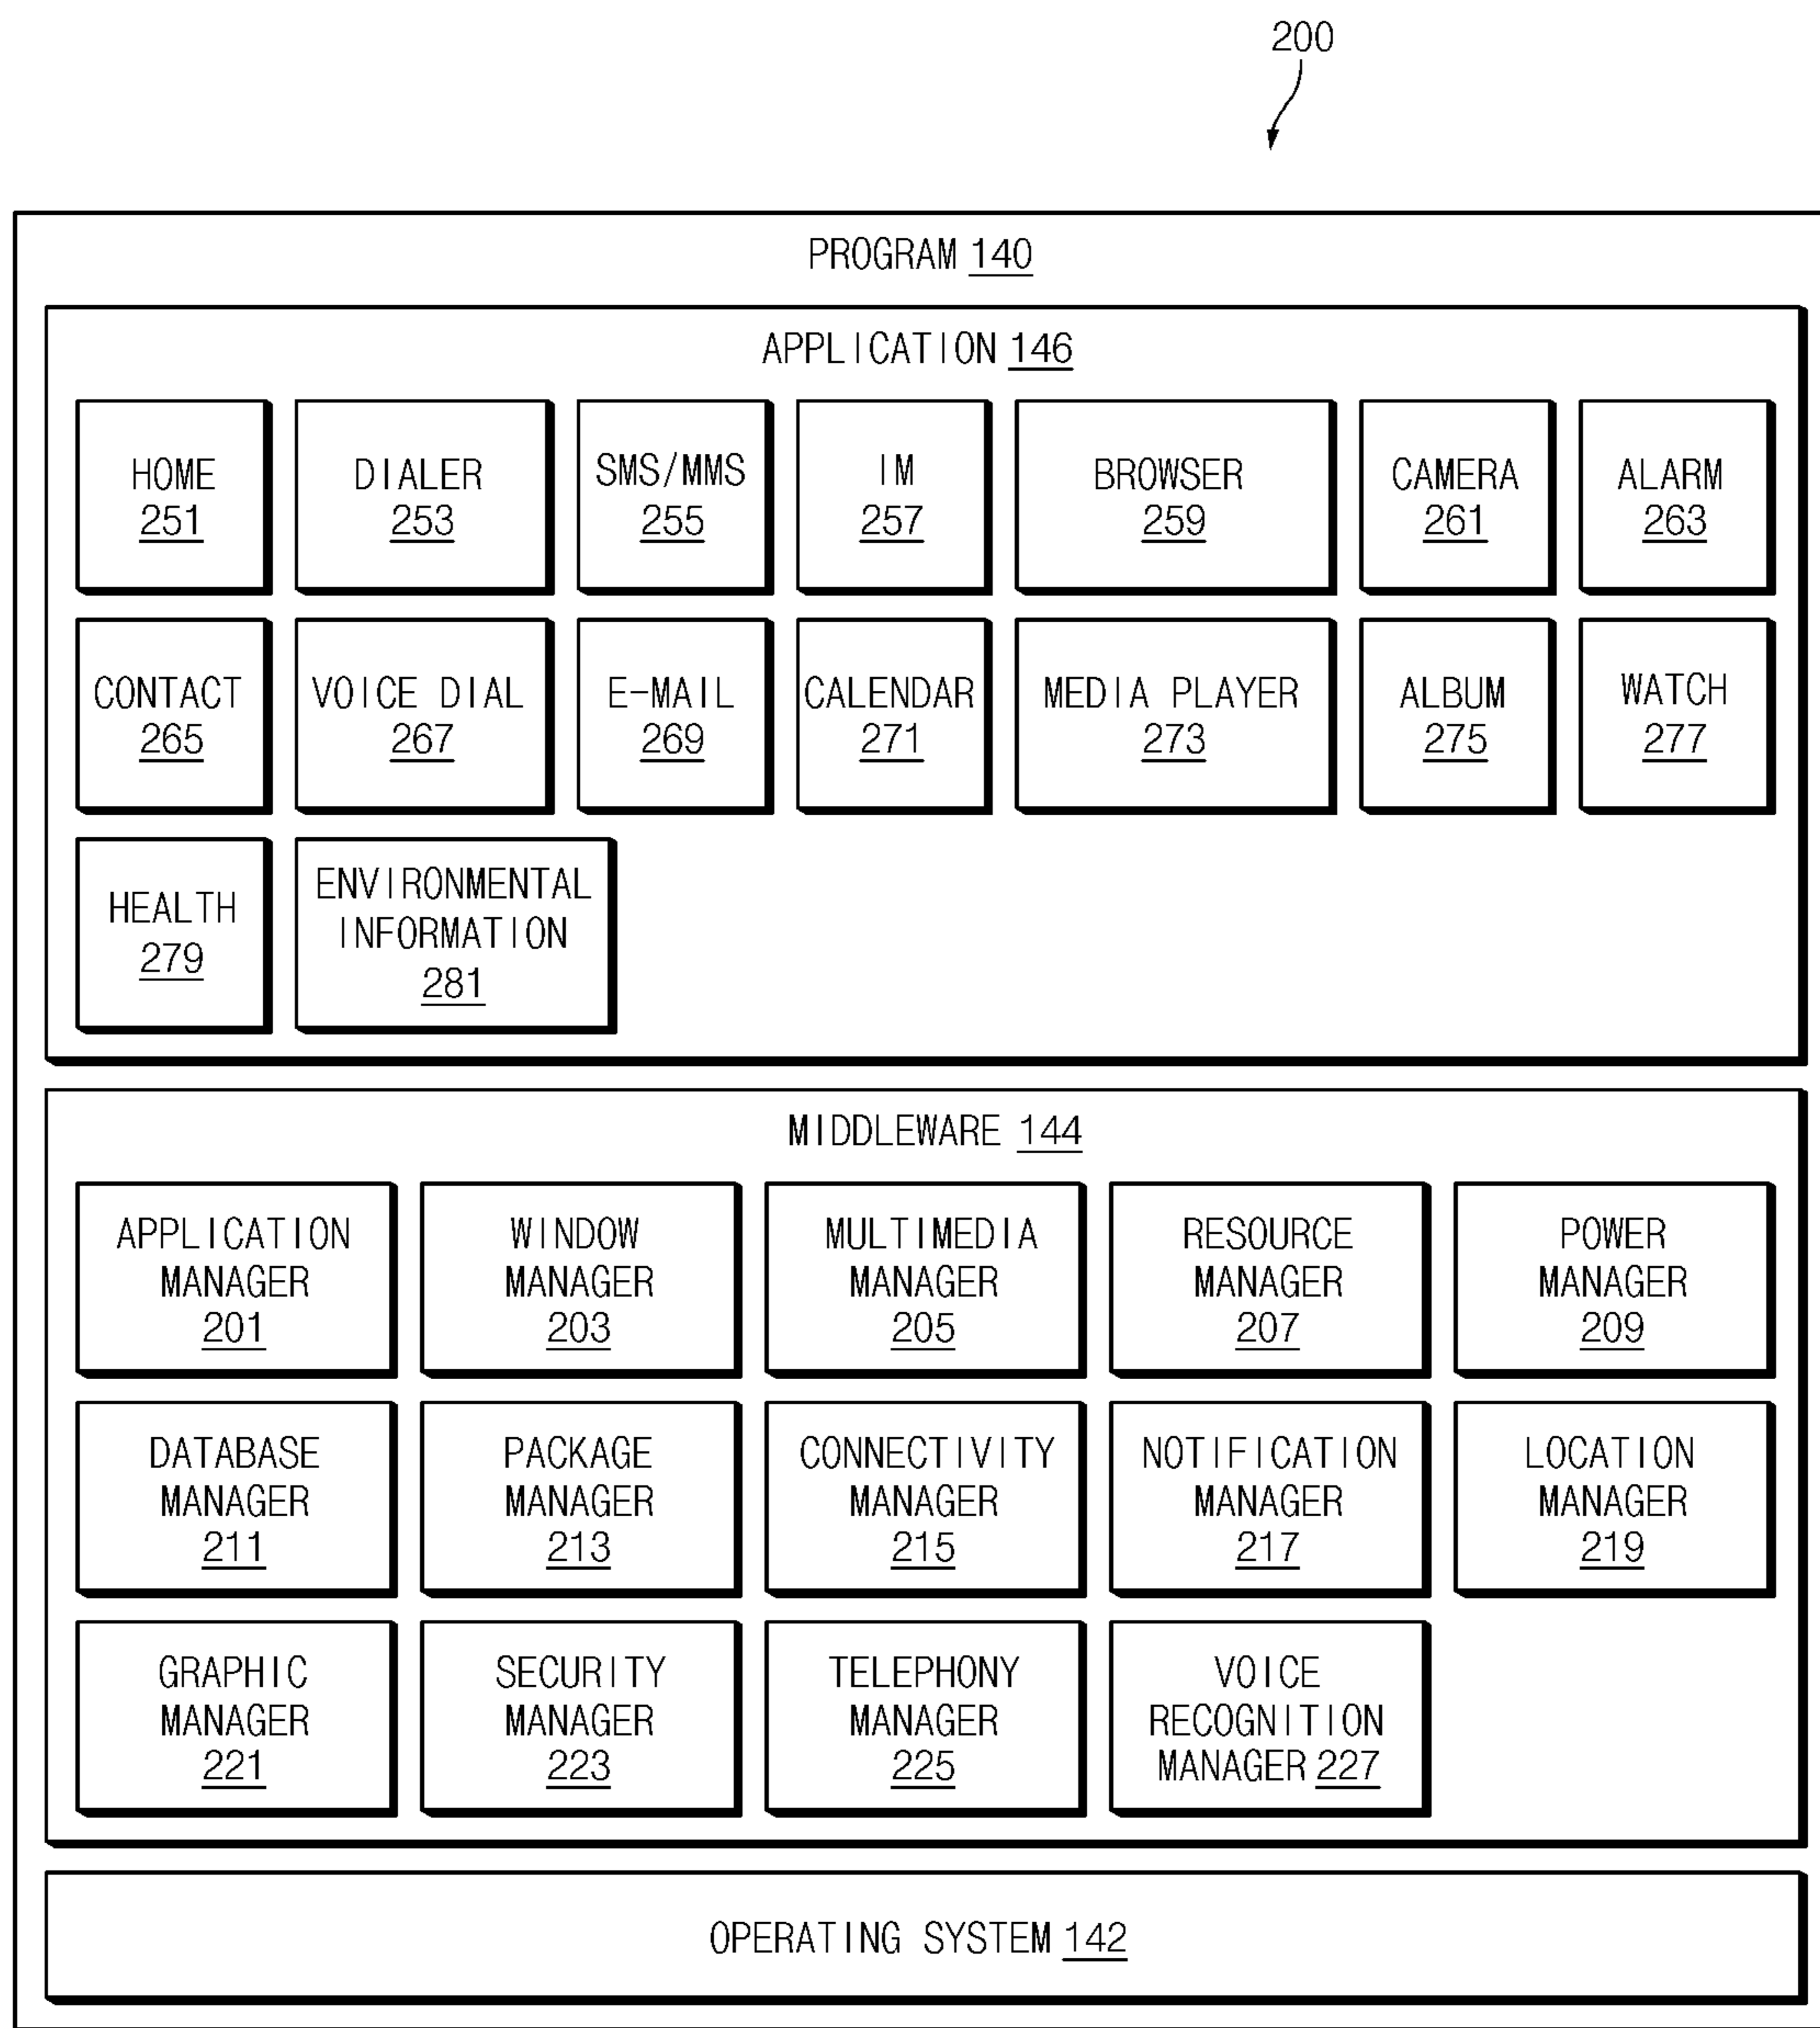 200
PROGRAM 140
APPLICATION 146
HOME
251
DIALER
253
SMS/MMS
255
IM
257
BROWSER
259
CAMERA
261
ALARM
263
CONTACT
265
VOICE DIAL
267
E-MAIL
269
CALENDAR
271
MEDIA PLAYER
273
ALBUM
275
WATCH
277
HEALTH
279
ENVIRONMENTAL
INFORMATION
281
MIDDLEWARE 144
APPLICATION
MANAGER
201
WINDOW
MANAGER
203
MULTIMEDIA
MANAGER
205
RESOURCE
MANAGER
207
POWER
MANAGER
209
DATABASE
MANAGER
211
PACKAGE
MANAGER
213
CONNECTIVITY
MANAGER
215
NOTIFICATION
MANAGER
217
LOCATION
MANAGER
219
GRAPHIC
MANAGER
221
SECURITY
MANAGER
223
TELEPHONY
MANAGER
225
VOICE
RECOGNITION
MANAGER 227
OPERATING SYSTEM 142